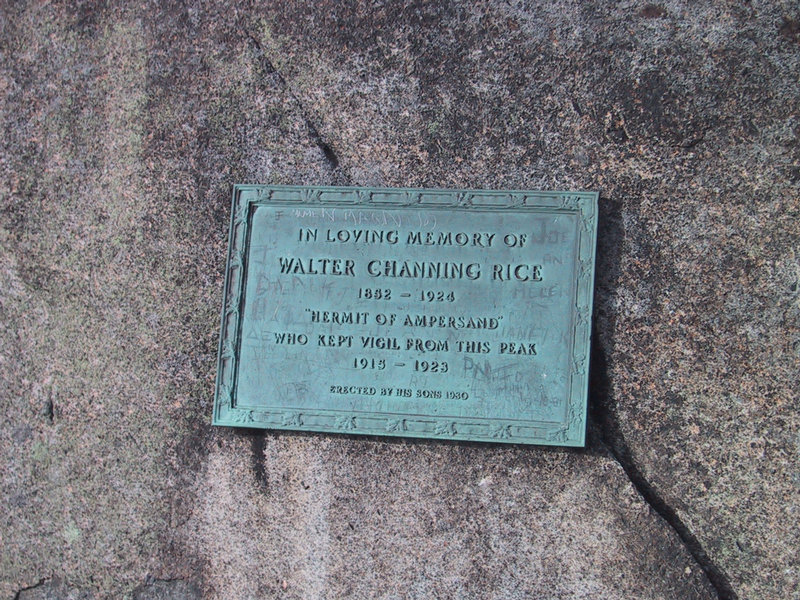 IN LOVING MEMORY OF
WALTER CHANNING RICE
1852 - 1924
"HERMIT OF AMPERSAND"
WHO KEPT VIGIL FROM THIS PEAK
1915 - 1923
ERECTED BY HIS SONS 1930